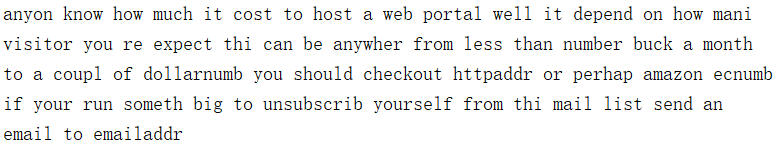 anyon know how much it cost to host a web portal well it depend on how mani
visitor you re expect thi can be anywher from less than number buck a month
to a coupl of dollarnumb you should checkout httpaddr or perhap amazon ecnumb
if your run someth big to unsubscrib yourself from thi mail list send an
email to emailaddr